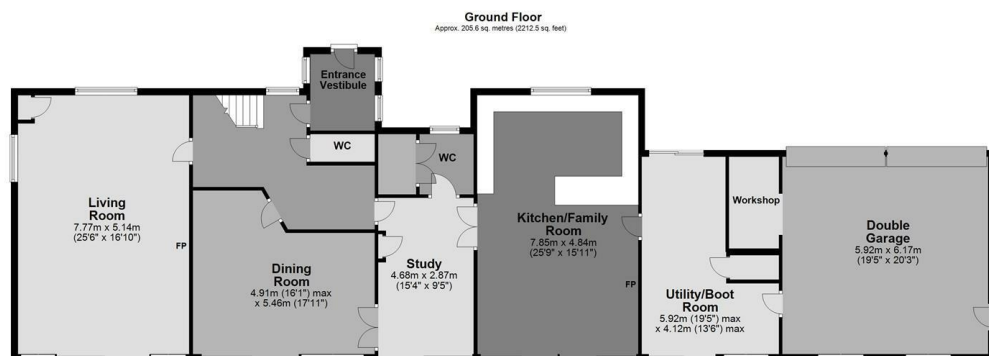 Ground Floor
Approx. 205.6 sq. metres (2212.5 sq. feet)
Entrance
Vestibule
WC
WC
Living
Room
7.77m x 5.14m
(25'6" x 16'10")
FP
Dining
Room
4.91m (16'1") max
x 5.46m (17'11")
Study
4.68m x 2.87m
(15'4" x 9'5")
Kitchen/Family
Room
7.85m x 4.84m
(25'9" x 15'11")
FP
Workshop
Utility/Boot
Room
5.92m (19'5") max
x 4.12m (13'6") max
Double
Garage
5.92m x 6.17m
(19'5" x 20'3")